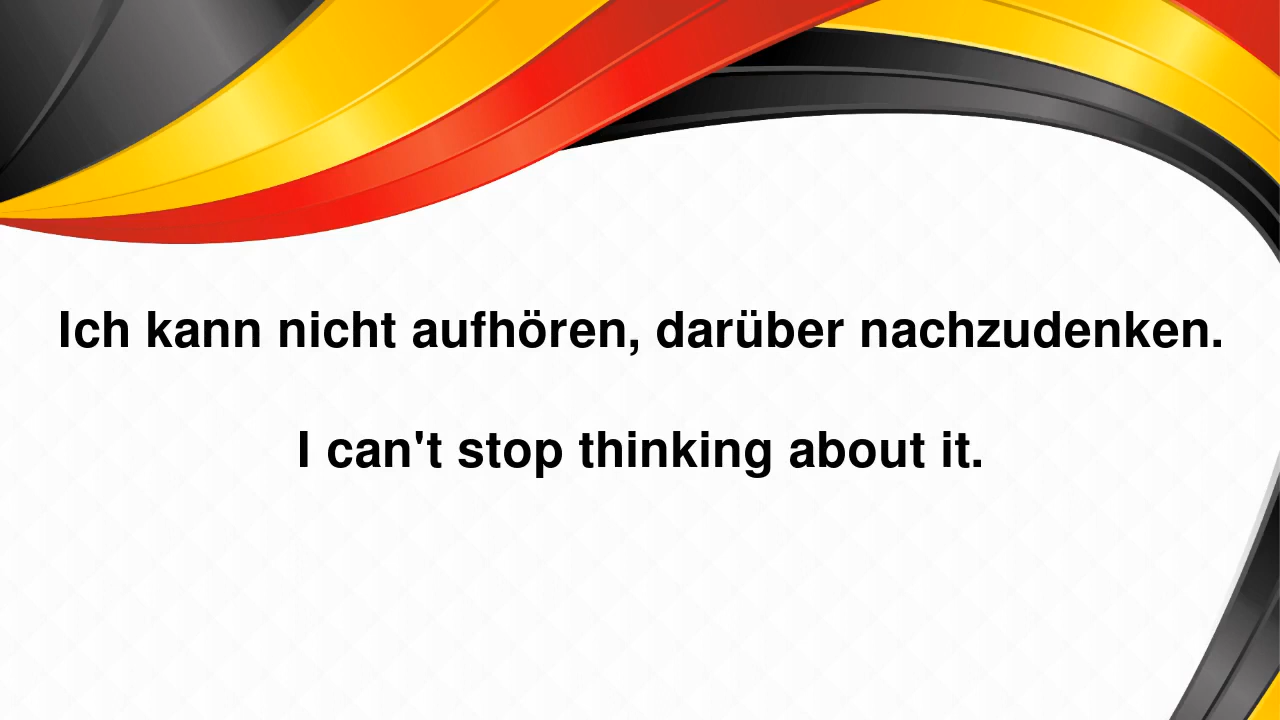 Ich kann nicht aufhören, darüber nachzudenken.
I can't stop thinking about it.